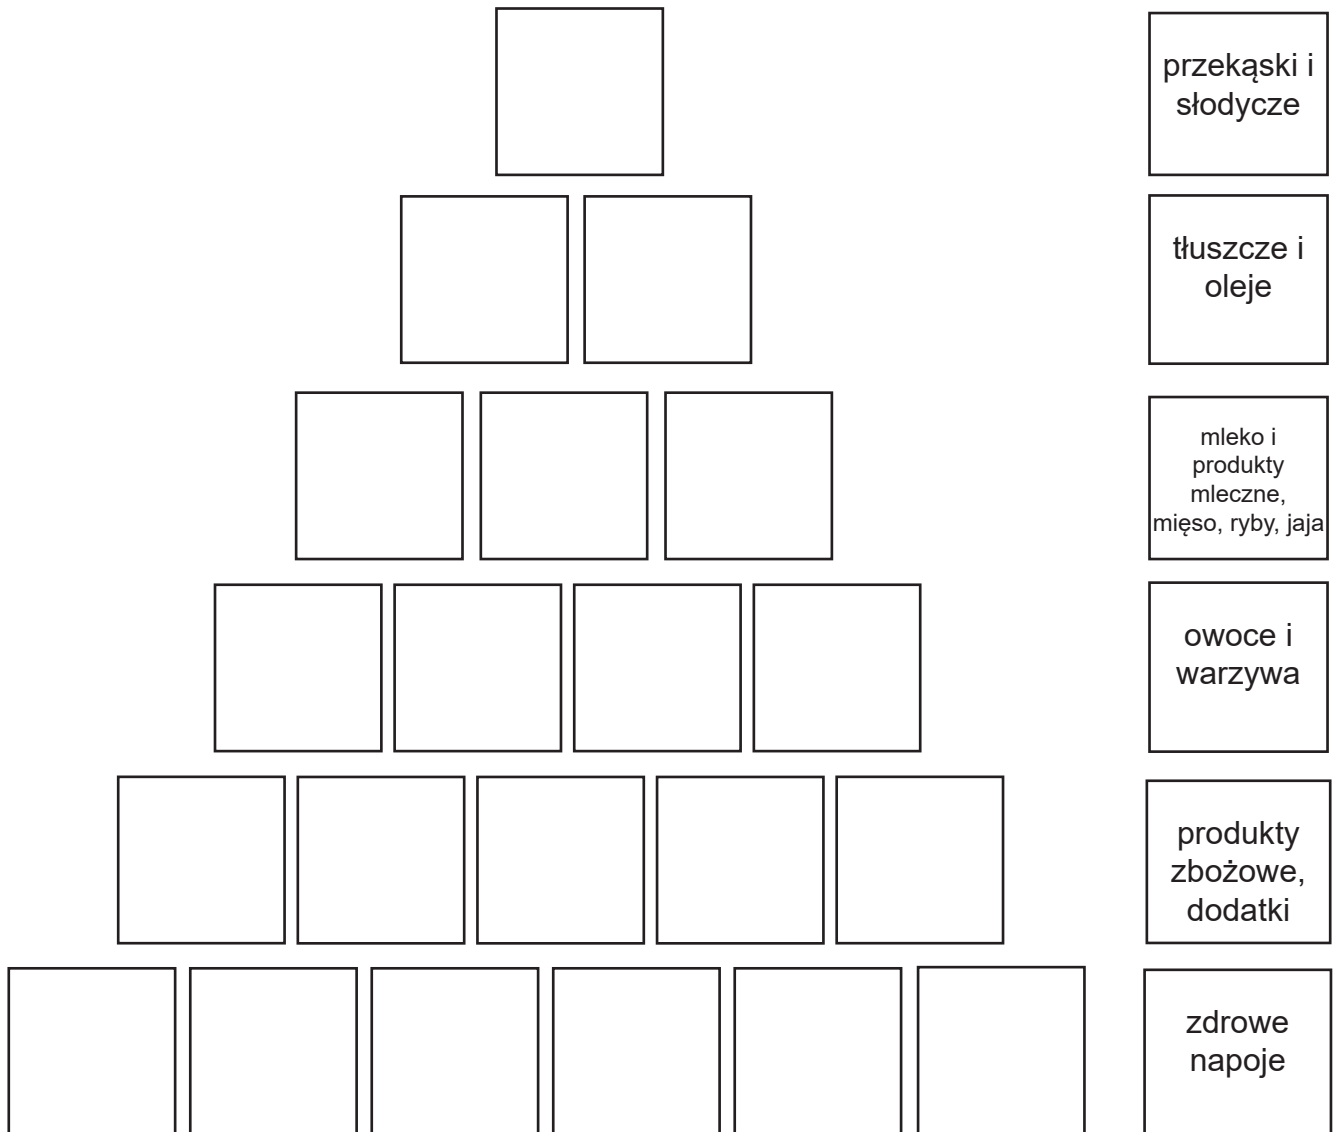 przekąski i
słodycze
tłuszcze i
oleje
mleko i
produkty
mleczne,
mięso, ryby, jaja
owoce i
warzywa
produkty
zbożowe,
dodatki
zdrowe
napoje